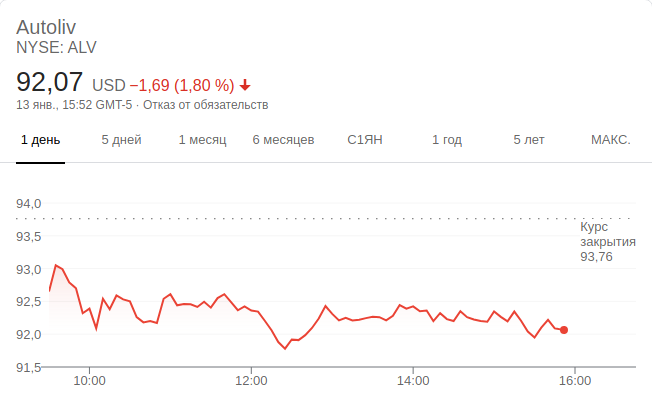 Autoliv
NYSE: ALV
92,07 USD −1,69 (1,80 %)
13 янв., 15:52 GMT-5 · Отказ от обязательств
1 день 5 дней 1 месяц 6 месяцев С1ЯН 1 год 5 лет МАКС.
94,0
Курс
закрытия
93,76
93,5
93,0
92,5
92,0
91,5
10:00 12:00 14:00 16:00